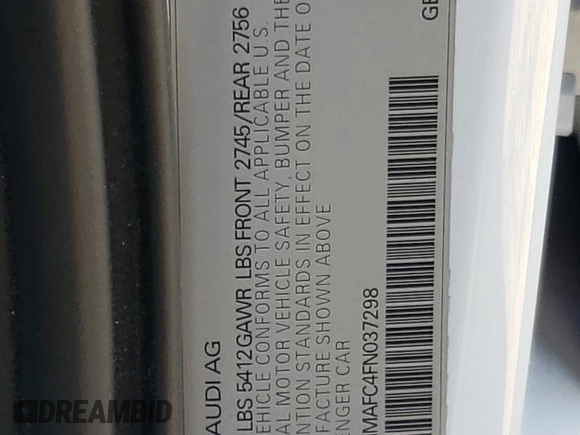 AUDI AG
LBS 5412GAWR LBS FRONT 2745/REAR 2756
EHICLE CONFORMS TO ALL APPLICABLE U.S.
AL MOTOR VEHICLE SAFETY, BUMPER AND THE
NTION STANDARDS IN EFFECT ON THE DATE O
FACTURE SHOWN ABOVE
ENGER CAR
MAFC4FN037298
GE
DREAMBID